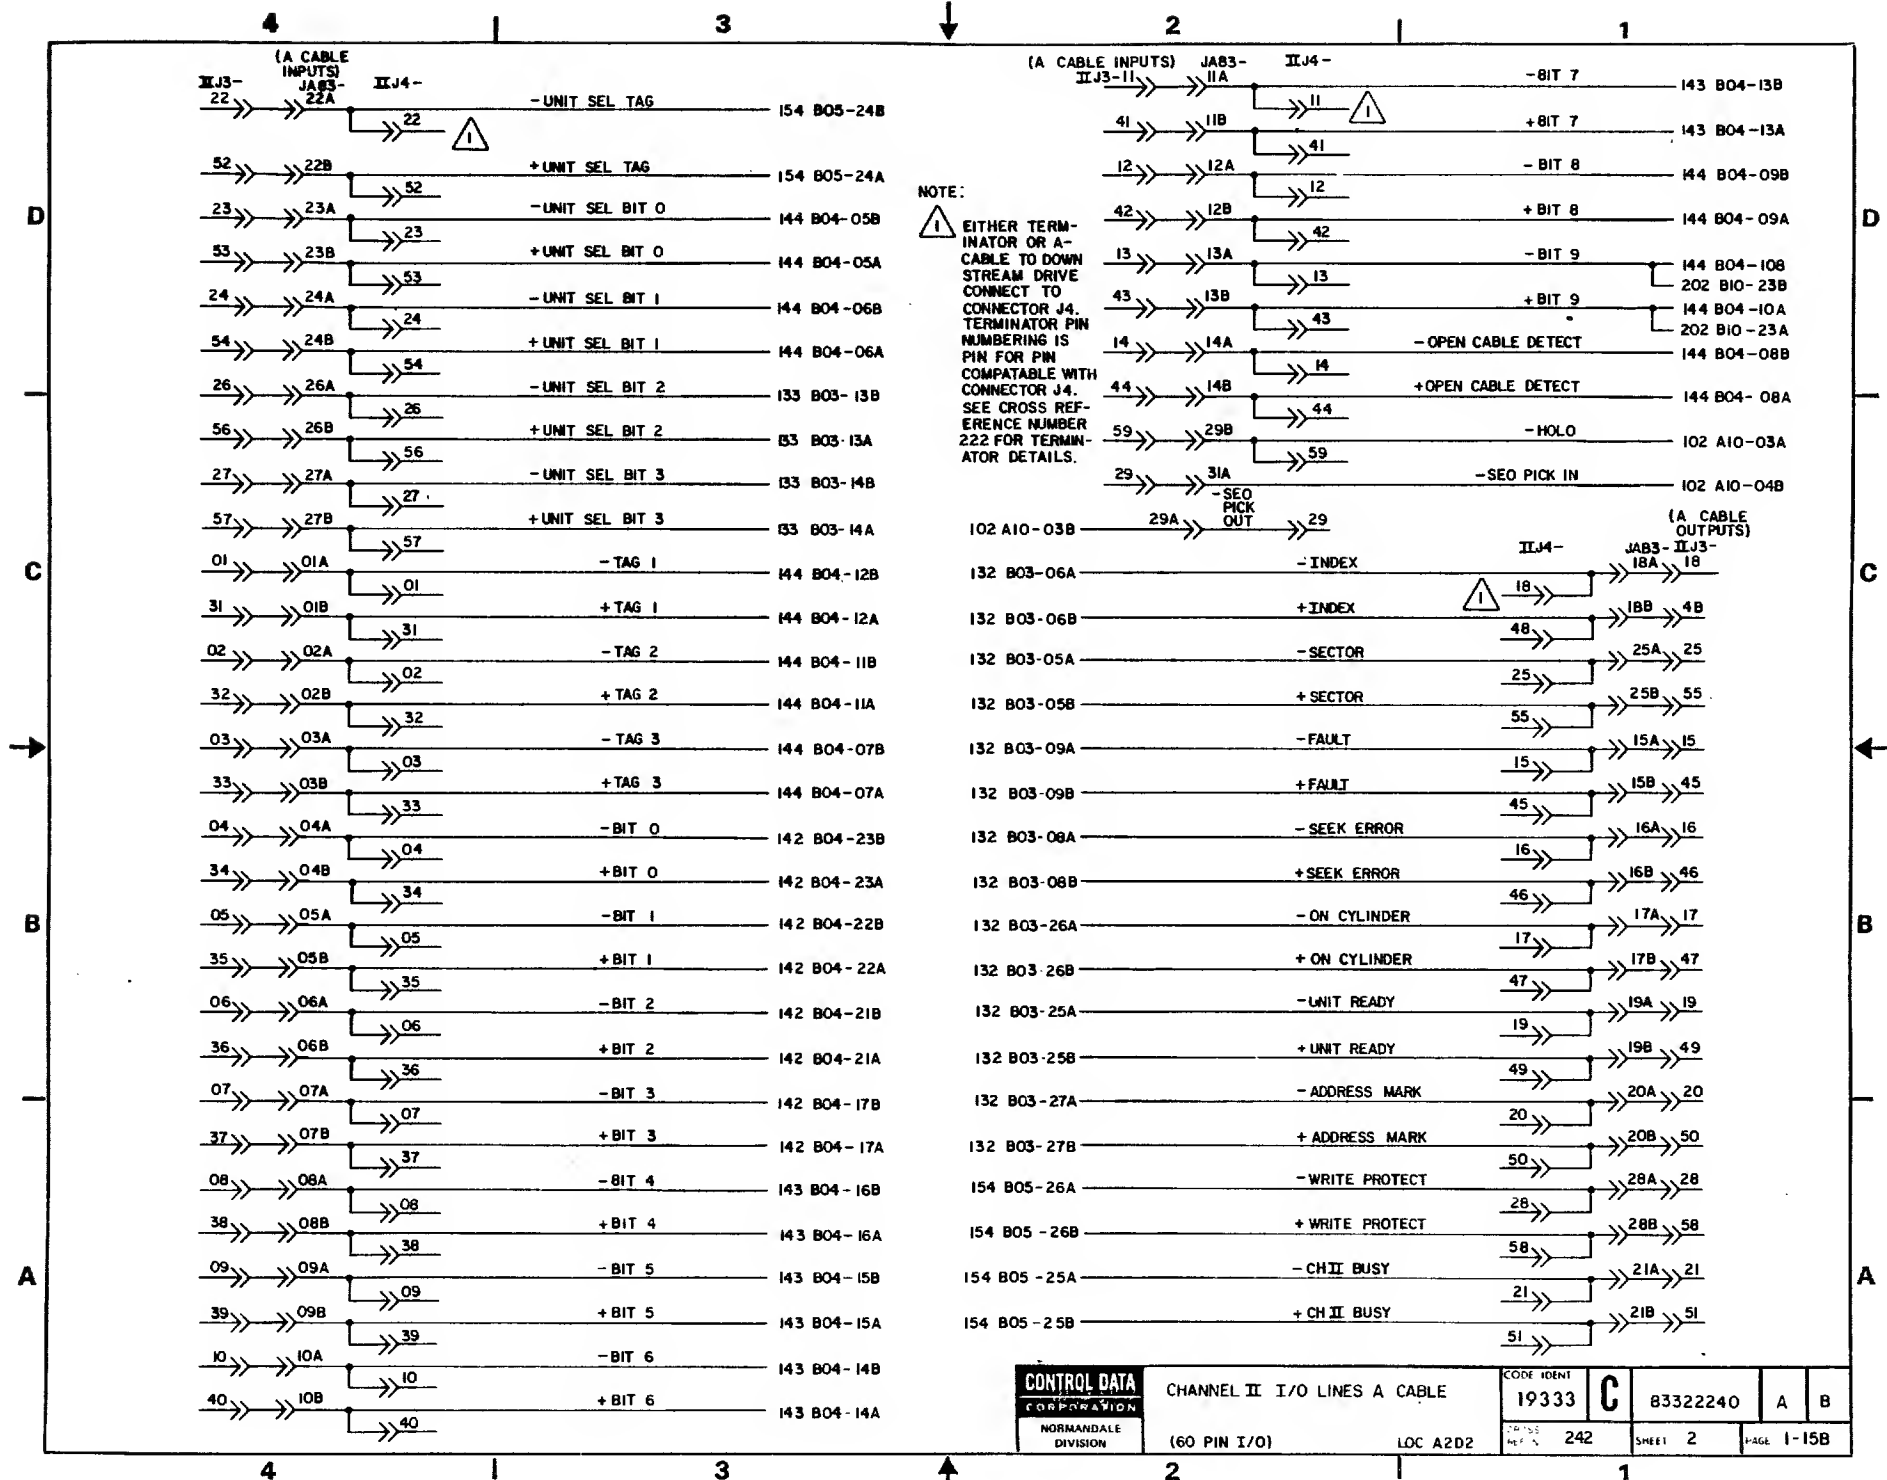 4 3 2 1
(A CABLE INPUTS)
IIJ3- JA83- IIJ4-
22 22A -UNIT SEL TAG 154 B05-24B
22 1
52 22B +UNIT SEL TAG 154 B05-24A
52
23 23A -UNIT SEL BIT 0 144 B04-05B
23
53 23B +UNIT SEL BIT 0 144 B04-05A
53
24 24A -UNIT SEL BIT 1 144 B04-06B
24
54 24B +UNIT SEL BIT 1 144 B04-06A
54
26 26A -UNIT SEL BIT 2 133 B03-13B
26
56 26B +UNIT SEL BIT 2 133 B03-13A
56
27 27A -UNIT SEL BIT 3 133 B03-14B
27
57 27B +UNIT SEL BIT 3 133 B03-14A
57
01 01A -TAG 1 144 B04-12B
01
31 01B +TAG 1 144 B04-12A
31
02 02A -TAG 2 144 B04-11B
02
32 02B +TAG 2 144 B04-11A
32
03 03A -TAG 3 144 B04-07B
03
33 03B +TAG 3 144 B04-07A
33
04 04A -BIT 0 142 B04-23B
04
34 04B +BIT 0 142 B04-23A
34
05 05A -BIT 1 142 B04-22B
05
35 05B +BIT 1 142 B04-22A
35
06 06A -BIT 2 142 B04-21B
06
36 06B +BIT 2 142 B04-21A
36
07 07A -BIT 3 142 B04-17B
07
37 07B +BIT 3 142 B04-17A
37
08 08A -BIT 4 143 B04-16B
08
38 08B +BIT 4 143 B04-16A
38
09 09A -BIT 5 143 B04-15B
09
39 09B +BIT 5 143 B04-15A
39
10 10A -BIT 6 143 B04-14B
10
40 10B +BIT 6 143 B04-14A
40
NOTE:
1 EITHER TERM-
INATOR OR A-
CABLE TO DOWN
STREAM DRIVE
CONNECT TO
CONNECTOR J4.
TERMINATOR PIN
NUMBERING IS
PIN FOR PIN
COMPATABLE WITH
CONNECTOR J4.
SEE CROSS REF-
ERENCE NUMBER
222 FOR TERMIN-
ATOR DETAILS.
(A CABLE INPUTS) JA83- IIJ4-
IIJ3-11 11A -BIT 7 143 B04-13B
11 1
41 11B +BIT 7 143 B04-13A
41
12 12A -BIT 8 144 B04-09B
12
42 12B +BIT 8 144 B04-09A
42
13 13A -BIT 9 144 B04-10B
13 202 B10-23B
43 13B +BIT 9 144 B04-10A
43 202 B10-23A
14 14A -OPEN CABLE DETECT 144 B04-08B
14
44 14B +OPEN CABLE DETECT 144 B04-08A
44
59 29B -HOLO 102 A10-03A
59
29 31A -SEO PICK IN 102 A10-04B
102 A10-03B 29A -SEO PICK OUT 29
(A CABLE OUTPUTS)
IIJ4- JAB3- IIJ3-
132 B03-06A -INDEX 18A 18
1 18
132 B03-06B +INDEX 18B 48
48
132 B03-05A -SECTOR 25A 25
25
132 B03-05B +SECTOR 25B 55
55
132 B03-09A -FAULT 15A 15
15
132 B03-09B +FAULT 15B 45
45
132 B03-08A -SEEK ERROR 16A 16
16
132 B03-08B +SEEK ERROR 16B 46
46
132 B03-26A -ON CYLINDER 17A 17
17
132 B03-26B +ON CYLINDER 17B 47
47
132 B03-25A -UNIT READY 19A 19
19
132 B03-25B +UNIT READY 19B 49
49
132 B03-27A -ADDRESS MARK 20A 20
20
132 B03-27B +ADDRESS MARK 20B 50
50
154 B05-26A -WRITE PROTECT 28A 28
28
154 B05-26B +WRITE PROTECT 28B 58
58
154 B05-25A -CH II BUSY 21A 21
21
154 B05-25B +CH II BUSY 21B 51
51
D
C
B
A
D
C
B
A
CONTROL DATA
CORPORATION
NORMANDALE
DIVISION
CHANNEL II I/O LINES A CABLE
(60 PIN I/O) LOC A2D2
CODE IDENT
19333 C 83322240 A B
242 SHEET 2 PAGE 1-15B
4 3 2 1